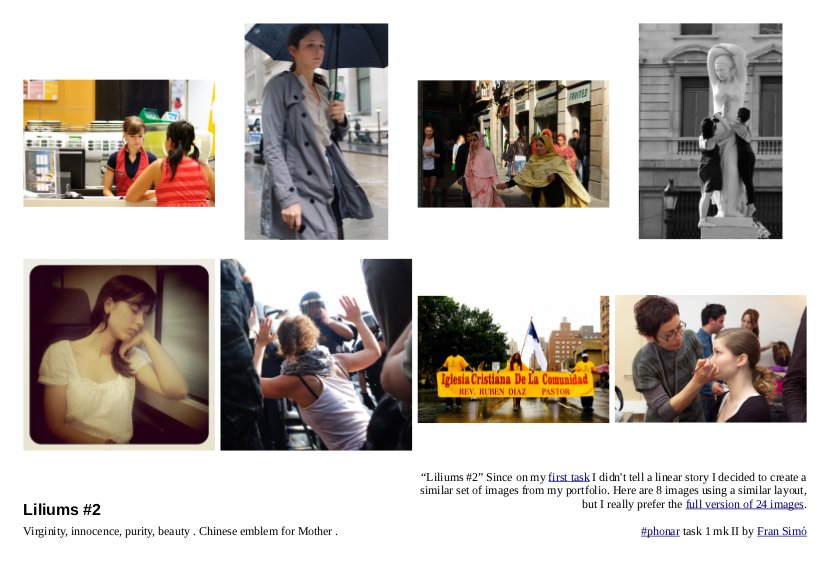 FRUITES
Iglesia Cristiana De La Comunidad
REV. RUBEN DIAZ PASTOR
“Liliums #2” Since on my first task I didn't tell a linear story I decided to create a
similar set of images from my portfolio. Here are 8 images using a similar layout,
but I really prefer the full version of 24 images.
Liliums #2
Virginity, innocence, purity, beauty . Chinese emblem for Mother .
#phonar task 1 mk II by Fran Simó